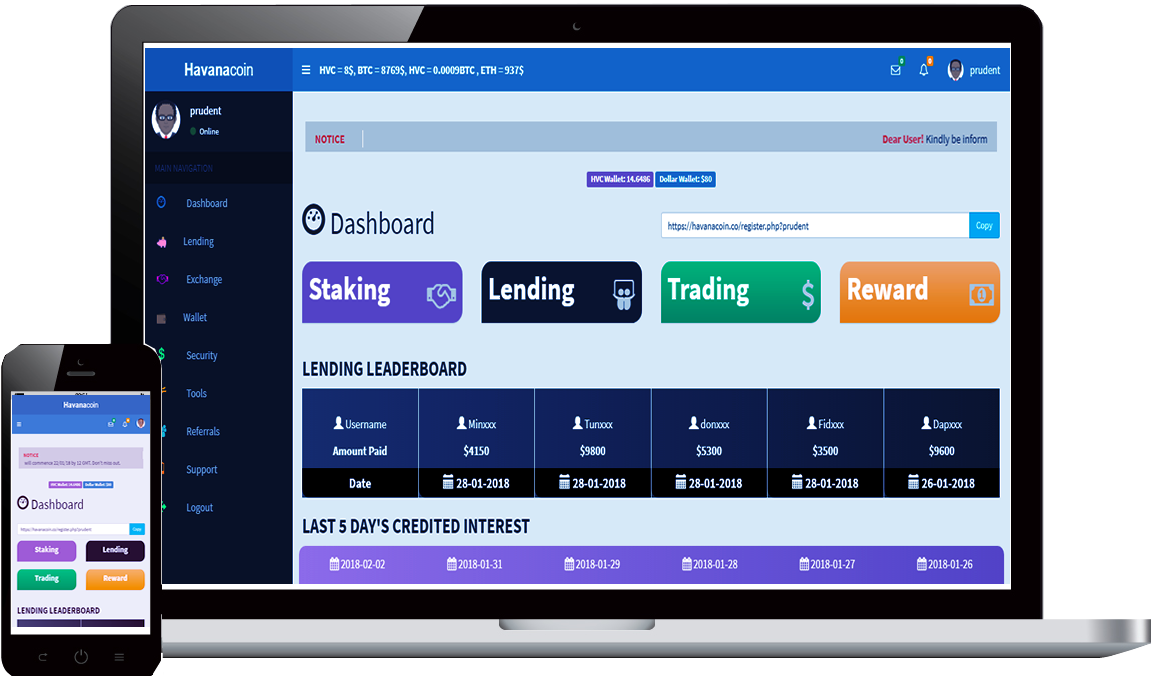 Havanacoin
HVC = 8$, BTC = 8769$, HVC = 0.0009BTC , ETH = 937$
0
0
prudent
prudent
Online
MAIN NAVIGATION
Dashboard
Lending
Exchange
Wallet
Security
Tools
Referrals
Support
Logout
NOTICE
Dear User! Kindly be inform
HVC Wallet: 14.6486 Dollar Wallet: $80
Dashboard
https://havanacoin.co/register.php?prudent
Copy
Staking
Lending
Trading
$
Reward
LENDING LEADERBOARD
Username Minxxx Tunxxx donxxx Fidxxx Dapxxx
Amount Paid $4150 $9800 $5300 $3500 $9600
Date 28-01-2018 28-01-2018 28-01-2018 28-01-2018 26-01-2018
LAST 5 DAY'S CREDITED INTEREST
2018-02-02 2018-01-31 2018-01-29 2018-01-28 2018-01-27 2018-01-26
Havanacoin
NOTICE
will commence 22/01/18 by 12 GMT. Don't miss out.
HVC Wallet: 14.6486 Dollar Wallet: $80
Dashboard
https://havanacoin.co/register.php?prudent
Copy
Staking
Lending
Trading
Reward
LENDING LEADERBOARD